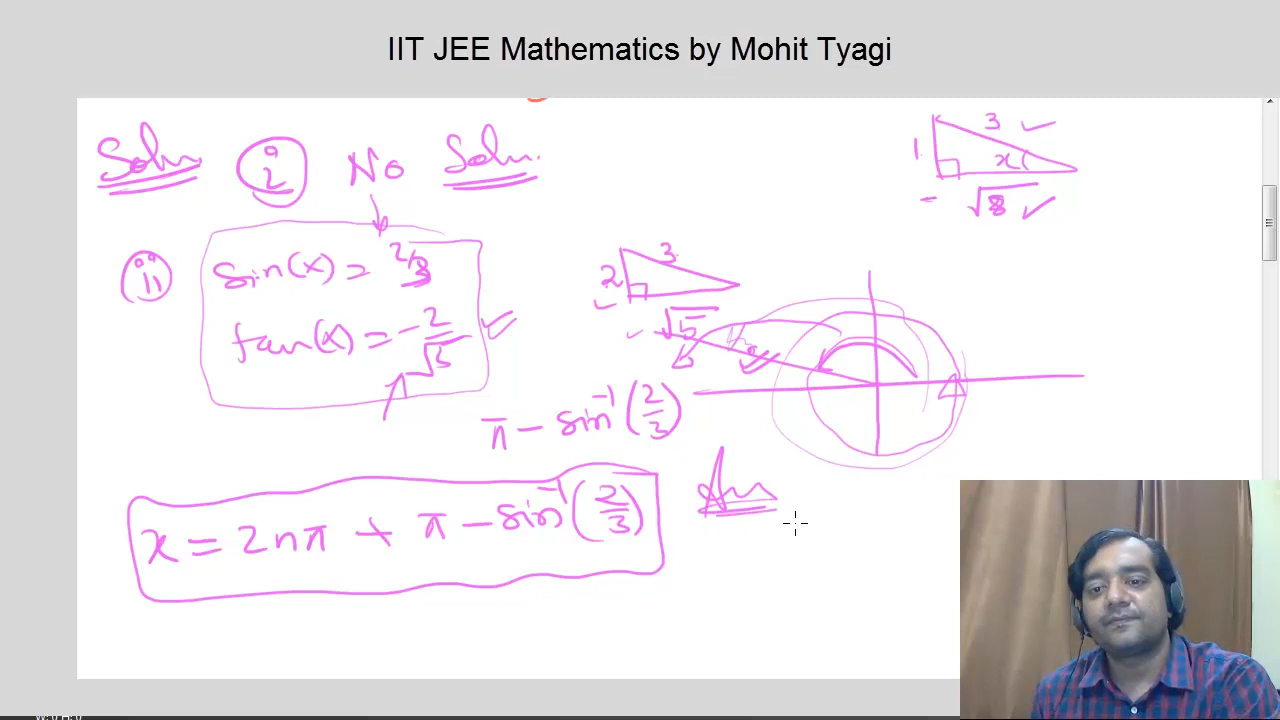 IIT JEE Mathematics by Mohit Tyagi
Soln (i) No Soln.
3
1
x
√8
(ii) sin(x) = 2/3
tan(x) = -2/√5
3
2
√5
π - sin⁻¹(2/3)
x = 2nπ + π - sin⁻¹(2/3) Ans